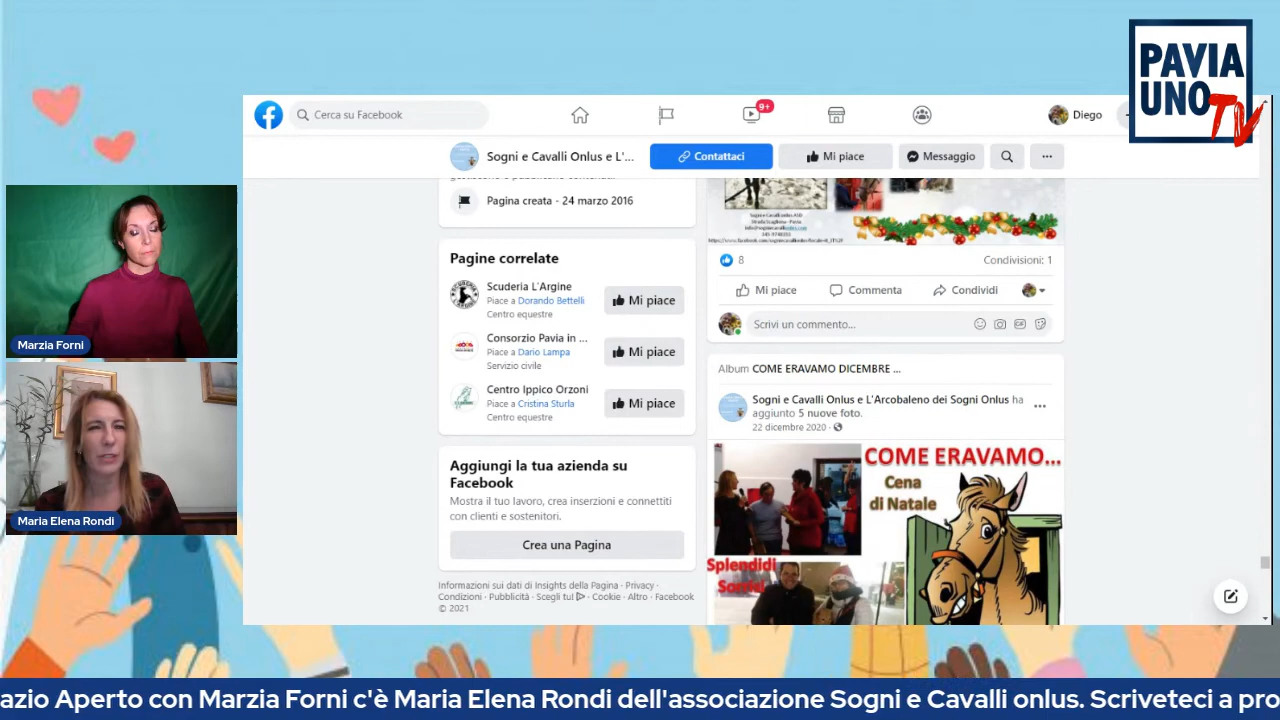 PAVIA
UNO
TV
Cerca su Facebook
9+
Diego
Sogni e Cavalli Onlus e L'...
Contattaci
Mi piace
Messaggio
Pagina creata - 24 marzo 2016
Pagine correlate
Scuderia L'Argine
Piace a Dorando Bettelli
Centro equestre
Mi piace
Consorzio Pavia in ...
Piace a Dario Lampa
Servizio civile
Mi piace
Centro Ippico Orzoni
Piace a Cristina Sturla
Centro equestre
Mi piace
Aggiungi la tua azienda su
Facebook
Mostra il tuo lavoro, crea inserzioni e connettiti
con clienti e sostenitori.
Crea una Pagina
Informazioni sui dati di Insights della Pagina · Privacy ·
Condizioni · Pubblicità · Scegli tu! · Cookie · Altro · Facebook
© 2021
8
Condivisioni: 1
Mi piace
Commenta
Condividi
Scrivi un commento...
Album COME ERAVAMO DICEMBRE ...
Sogni e Cavalli Onlus e L'Arcobaleno dei Sogni Onlus ha
aggiunto 5 nuove foto.
22 dicembre 2020 ·
COME ERAVAMO...
Cena
di Natale
Splendidi
Sorrisi
Marzia Forni
Maria Elena Rondi
azio Aperto con Marzia Forni c'è Maria Elena Rondi dell'associazione Sogni e Cavalli onlus. Scriveteci a pro